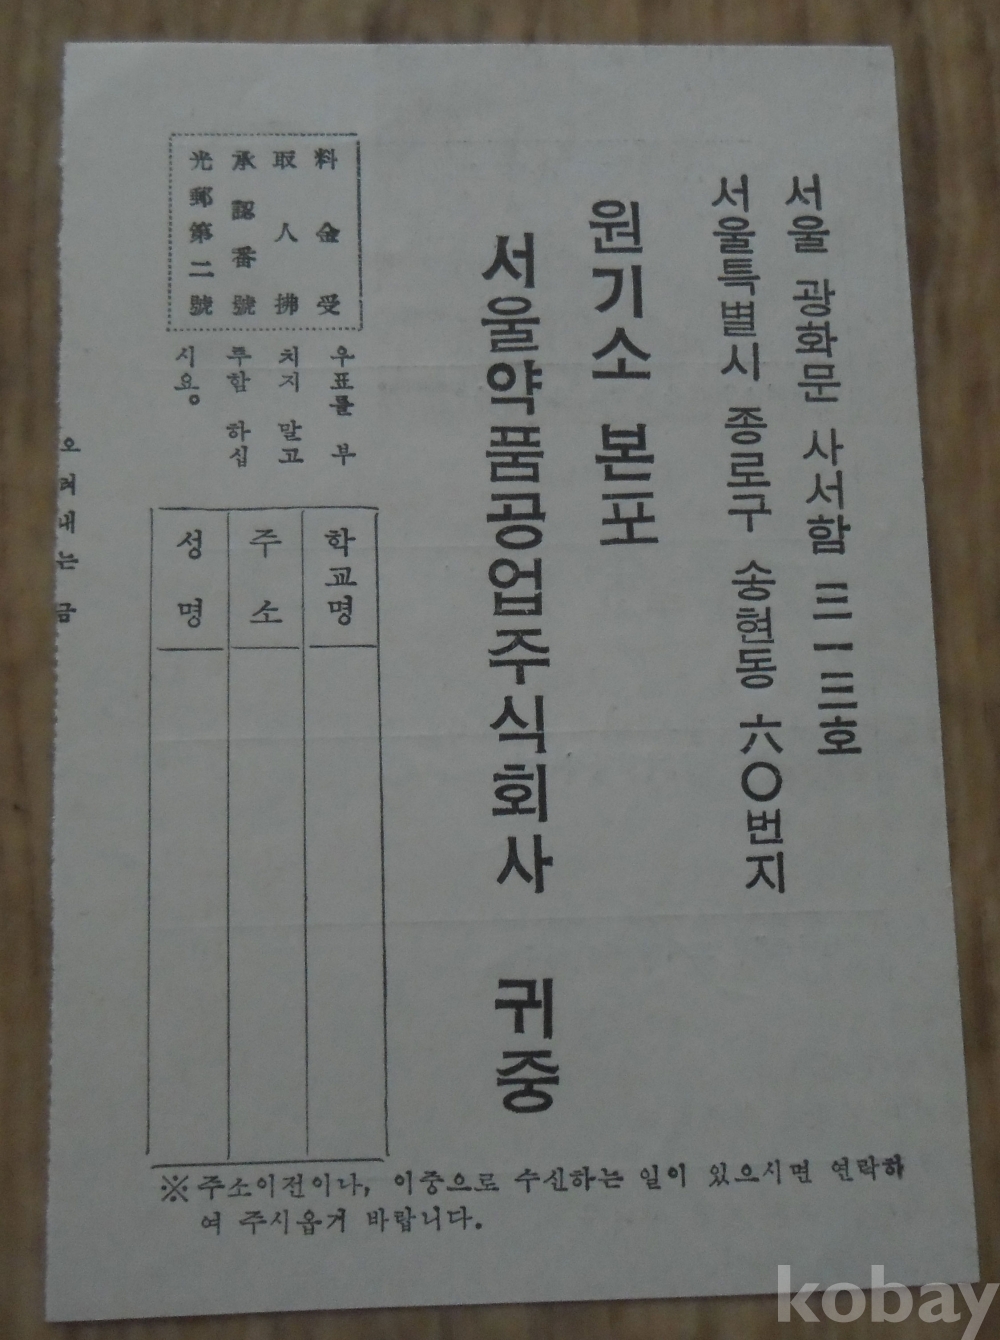 서울 광화문 사서함 三一三호
서울특별시 종로구 송현동 六〇번지
원기소 본포
서울약품공업주식회사 귀중
料金受
取人拂
承認番號
光郵第二號
우표를 부
치지 말고
투함 하십
시요。
학교명
주소
성명
오려내는 금
※주소이전이나, 이중으로 수신하는 일이 있으시면 연락하
여 주시옵기 바랍니다.
kobay